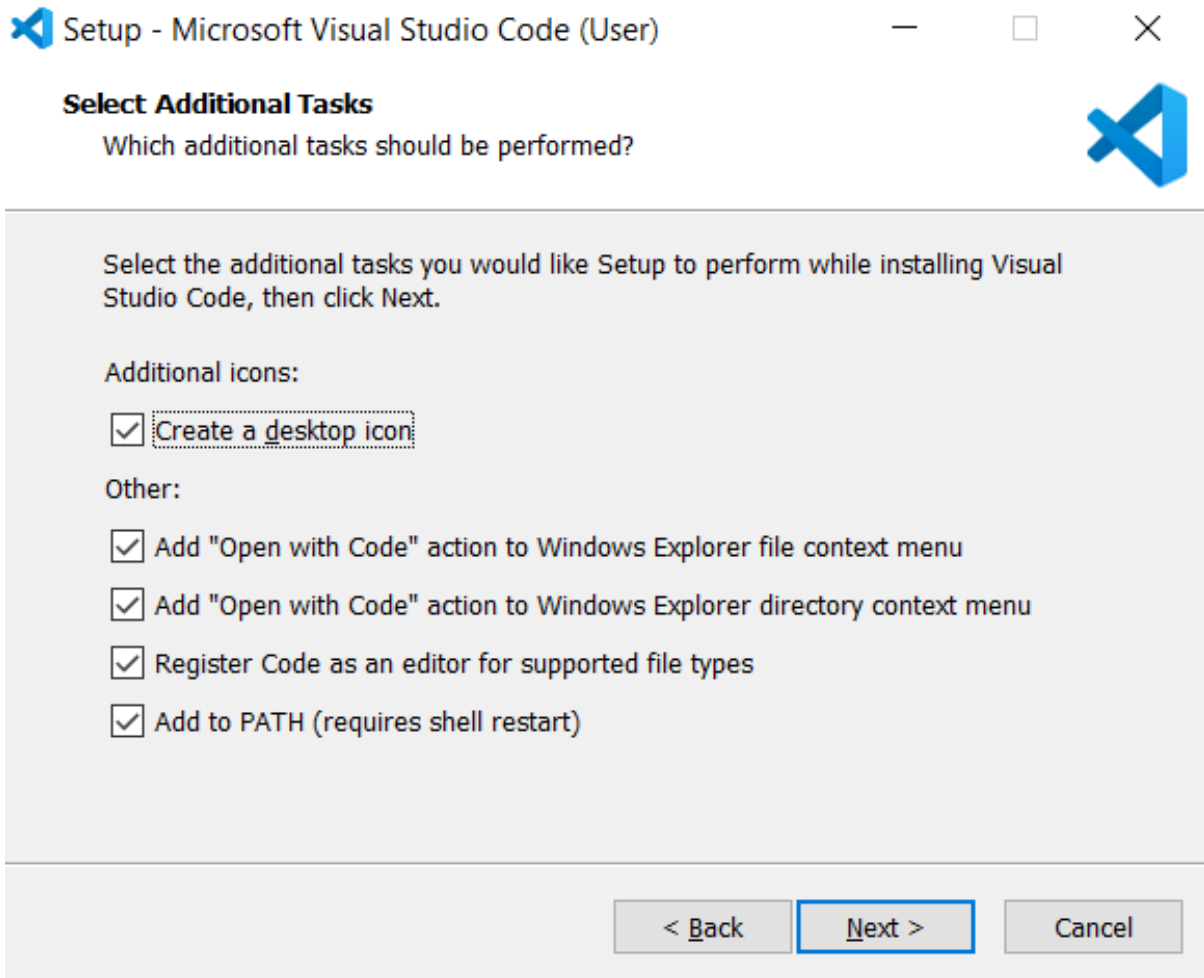 Setup - Microsoft Visual Studio Code (User)
Select Additional Tasks
Which additional tasks should be performed?
Select the additional tasks you would like Setup to perform while installing Visual
Studio Code, then click Next.
Additional icons:
Create a desktop icon
Other:
Add "Open with Code" action to Windows Explorer file context menu
Add "Open with Code" action to Windows Explorer directory context menu
Register Code as an editor for supported file types
Add to PATH (requires shell restart)
< Back Next > Cancel